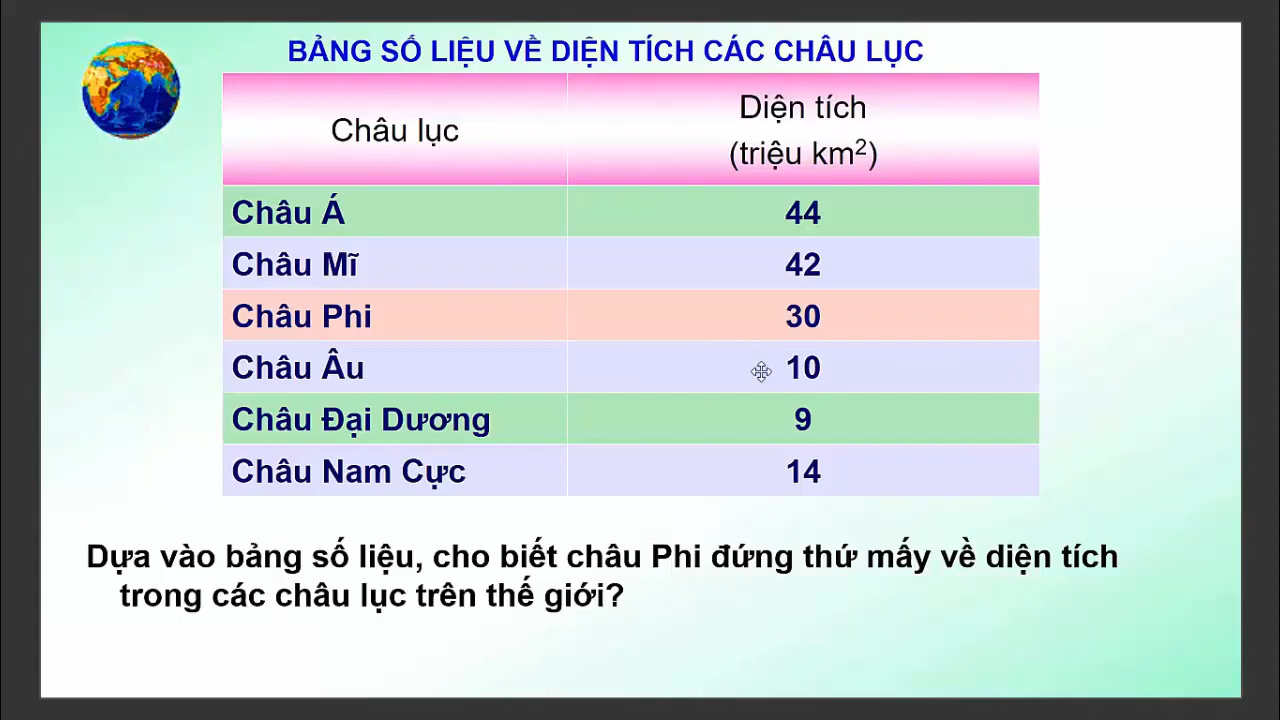 BẢNG SỐ LIỆU VỀ DIỆN TÍCH CÁC CHÂU LỤC
Châu lục
Diện tích
(triệu km²)
Châu Á 44
Châu Mĩ 42
Châu Phi 30
Châu Âu 10
Châu Đại Dương 9
Châu Nam Cực 14
Dựa vào bảng số liệu, cho biết châu Phi đứng thứ mấy về diện tích
trong các châu lục trên thế giới?